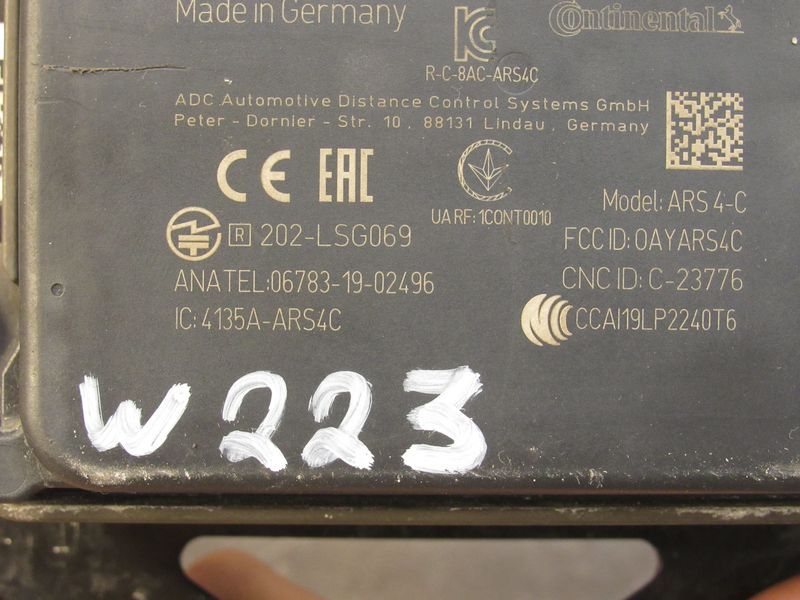 Made in Germany
Continental
R-C-8AC-ARS4C
ADC Automotive Distance Control Systems GmbH
Peter - Dornier - Str. 10 , 88131 Lindau , Germany
CE EAC
UA RF: 1CONT0010
Model: ARS 4-C
R 202-LSG069
FCC ID: OAYARS4C
ANATEL:06783-19-02496
CNC ID: C-23776
IC: 4135A-ARS4C
CCAI19LP2240T6
W223